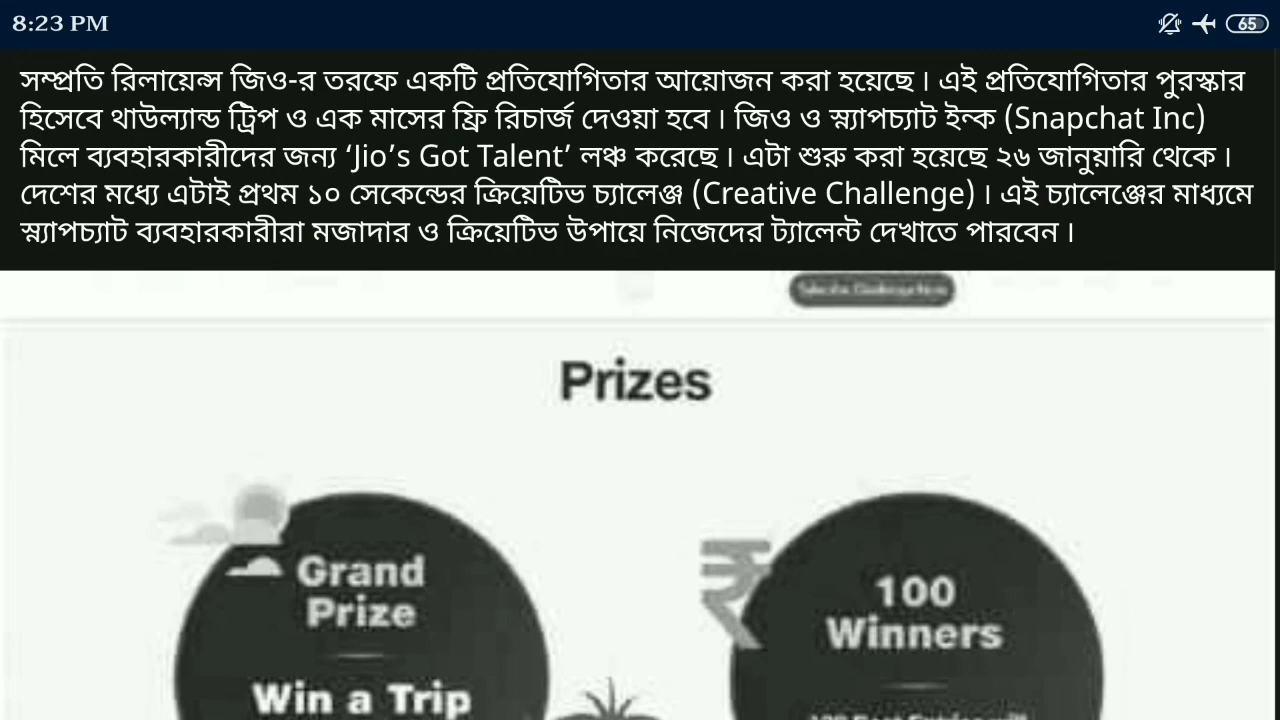 8:23 PM
65
সম্প্রতি রিলায়েন্স জিও-র তরফে একটি প্রতিযোগিতার আয়োজন করা হয়েছে। এই প্রতিযোগিতার পুরস্কার
হিসেবে থাউল্যান্ড ট্রিপ ও এক মাসের ফ্রি রিচার্জ দেওয়া হবে। জিও ও স্ন্যাপচ্যাট ইন্ক (Snapchat Inc)
মিলে ব্যবহারকারীদের জন্য ‘Jio’s Got Talent’ লঞ্চ করেছে। এটা শুরু করা হয়েছে ২৬ জানুয়ারি থেকে।
দেশের মধ্যে এটাই প্রথম ১০ সেকেন্ডের ক্রিয়েটিভ চ্যালেঞ্জ (Creative Challenge)। এই চ্যালেঞ্জের মাধ্যমে
স্ন্যাপচ্যাট ব্যবহারকারীরা মজাদার ও ক্রিয়েটিভ উপায়ে নিজেদের ট্যালেন্ট দেখাতে পারবেন।
Prizes
Grand
Prize
Win a Trip
₹
100
Winners